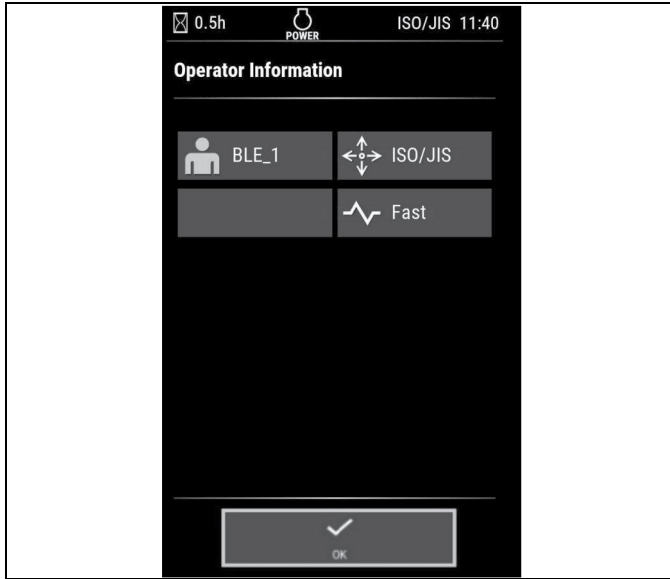 0.5h POWER ISO/JIS 11:40
Operator Information
BLE_1 ISO/JIS
Fast
OK